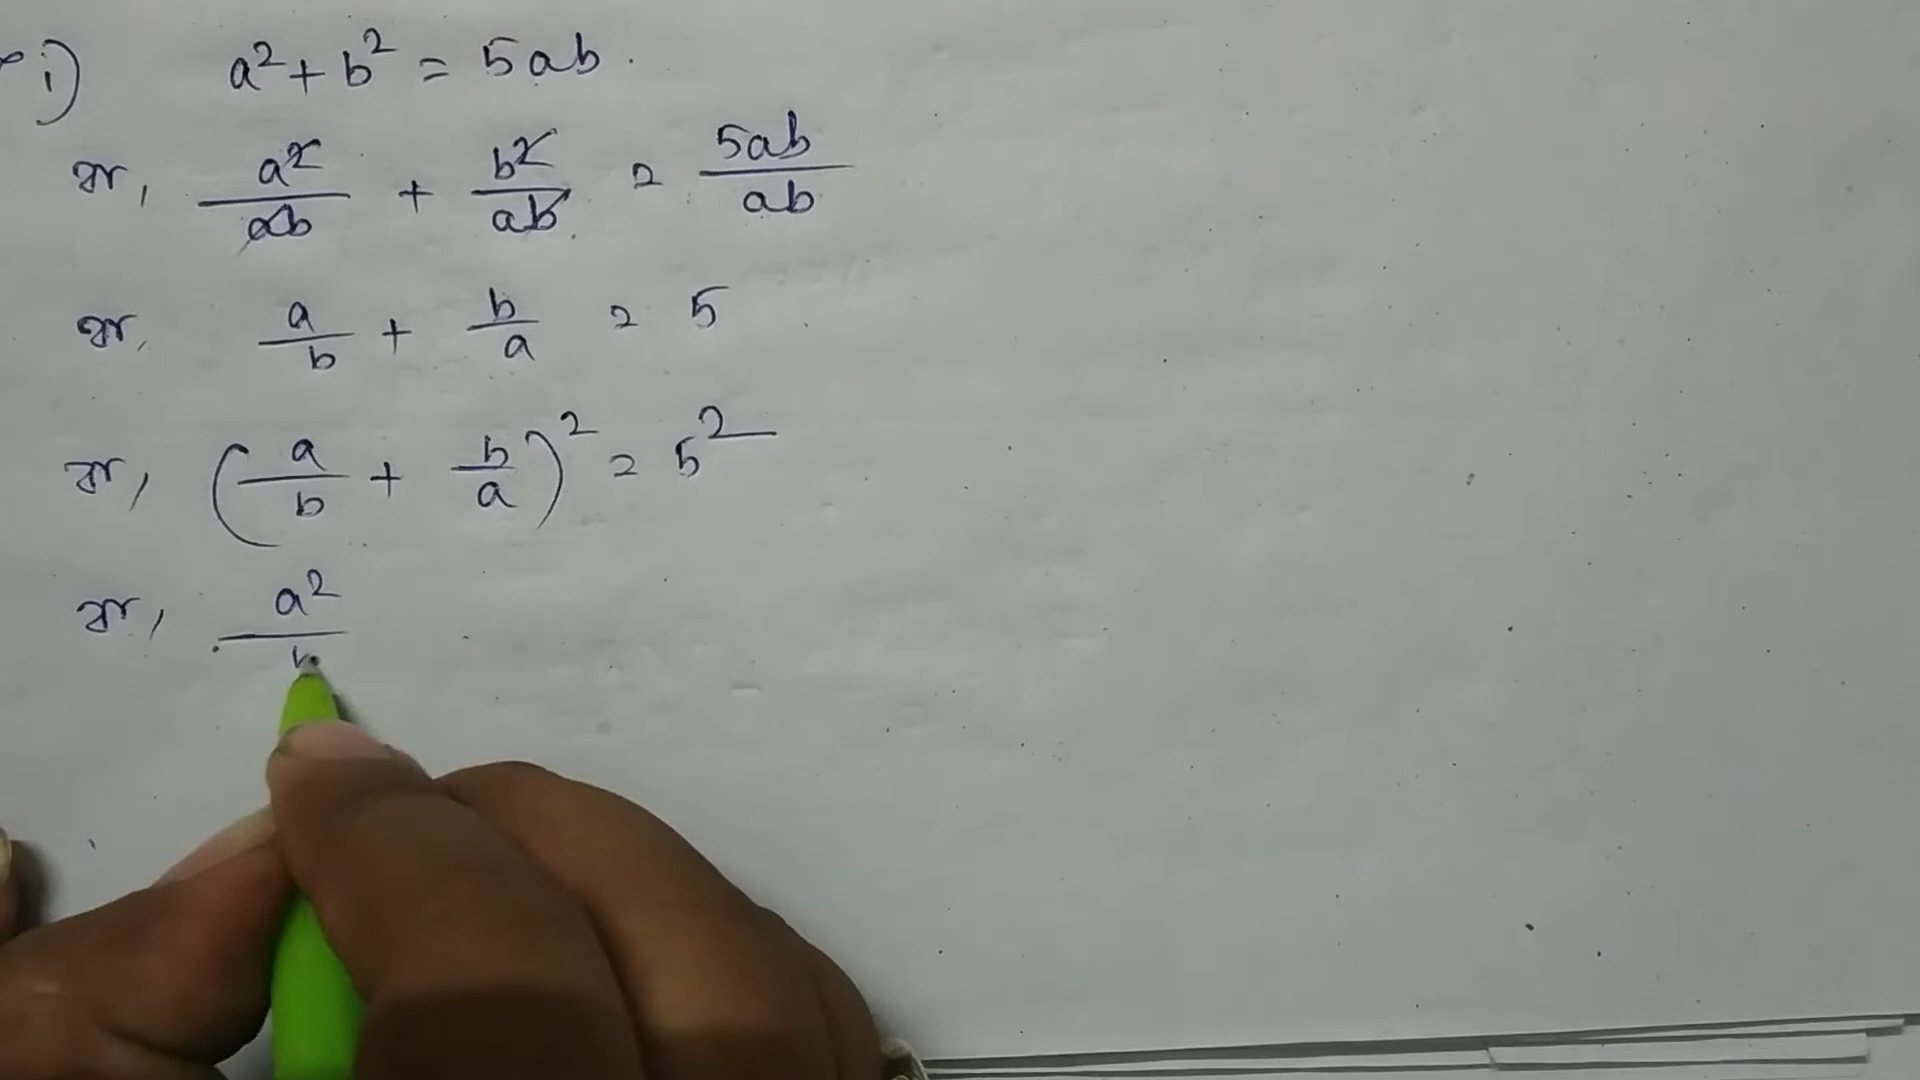 i) a² + b² = 5ab.
বা, a²/ab + b²/ab = 5ab/ab
বা, a/b + b/a = 5
বা, (a/b + b/a)² = 5²
বা, a²/